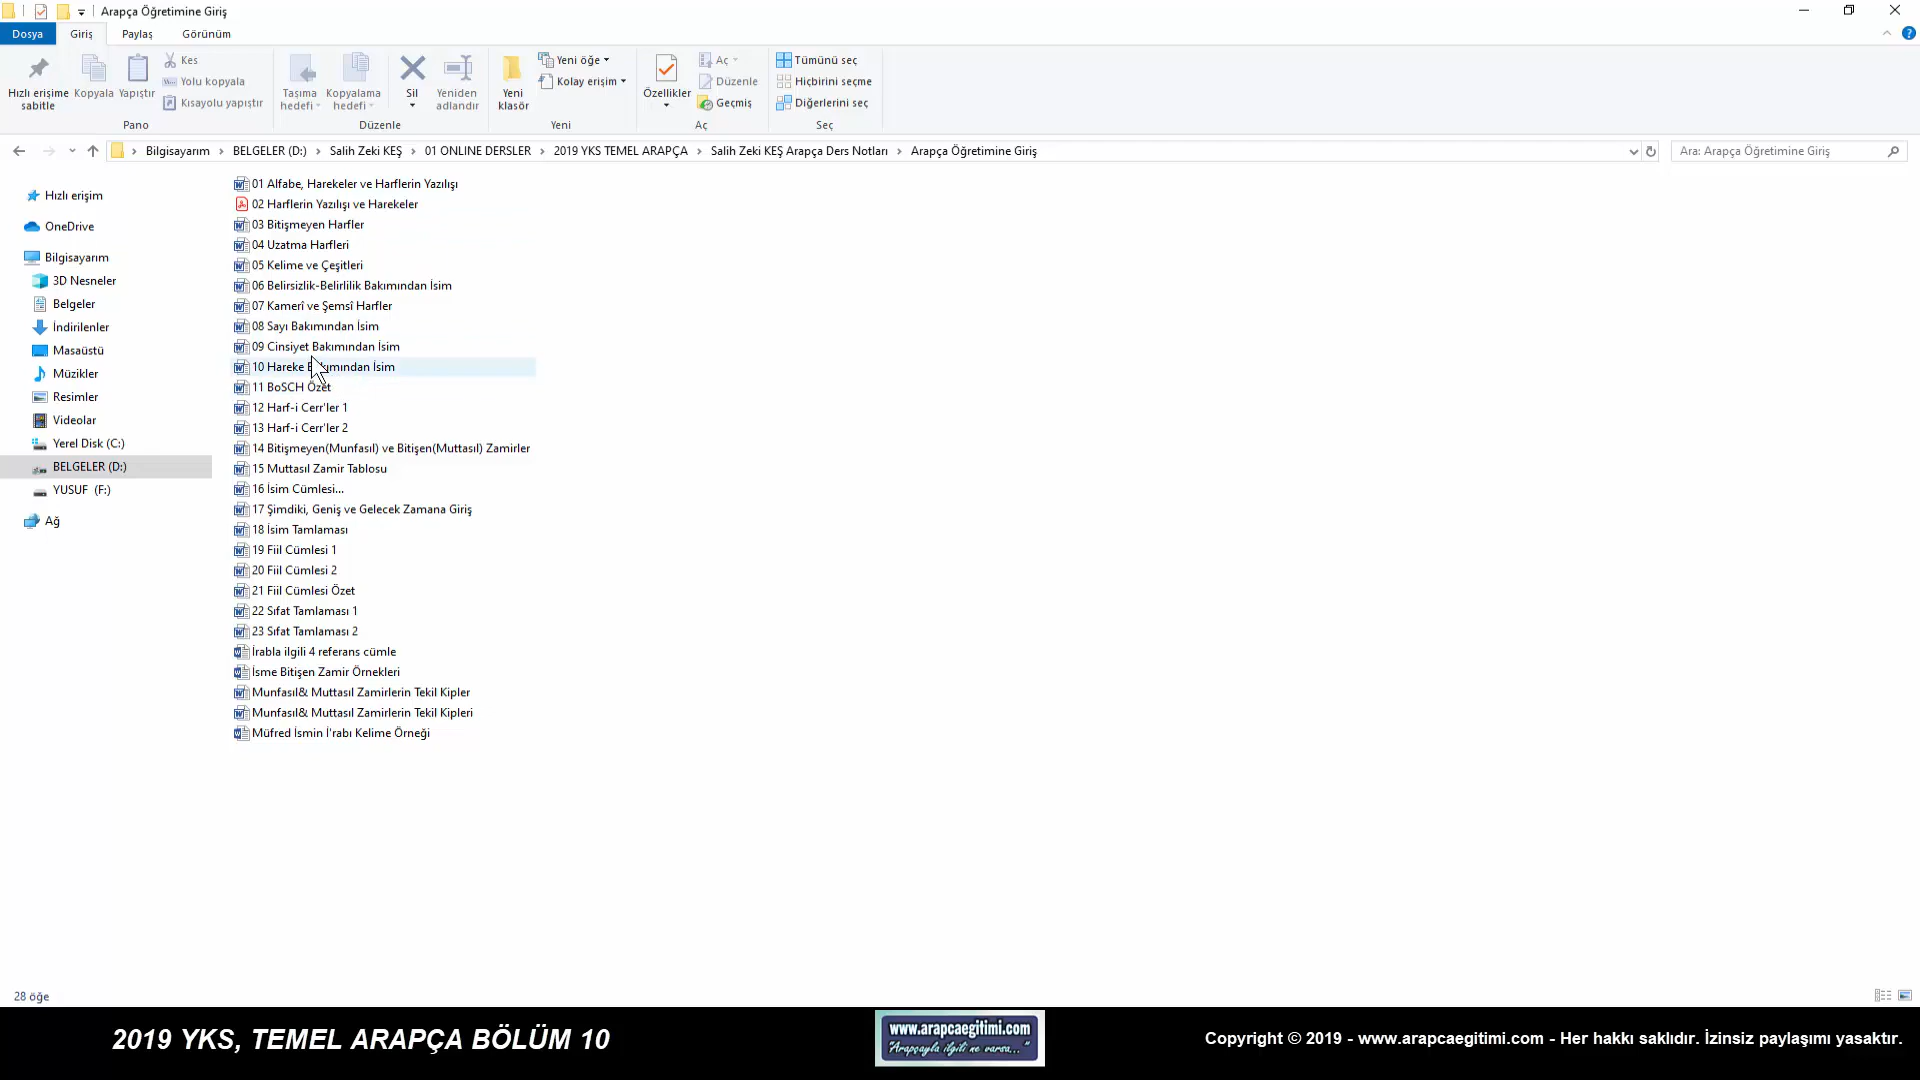 Arapça Öğretimine Giriş
Dosya Giriş Paylaş Görünüm
Hızlı erişime sabitle
Kopyala
Yapıştır
Kes
Yolu kopyala
Kısayolu yapıştır
Pano
Taşıma hedefi
Kopyalama hedefi
Sil
Yeniden adlandır
Düzenle
Yeni klasör
Yeni öğe
Kolay erişim
Yeni
Özellikler
Aç
Düzenle
Geçmiş
Aç
Tümünü seç
Hiçbirini seçme
Diğerlerini seç
Seç
Bilgisayarım > BELGELER (D:) > Salih Zeki KEŞ > 01 ONLINE DERSLER > 2019 YKS TEMEL ARAPÇA > Salih Zeki KEŞ Arapça Ders Notları > Arapça Öğretimine Giriş
Ara: Arapça Öğretimine Giriş
Hızlı erişim
OneDrive
Bilgisayarım
3D Nesneler
Belgeler
İndirilenler
Masaüstü
Müzikler
Resimler
Videolar
Yerel Disk (C:)
BELGELER (D:)
YUSUF (F:)
Ağ
01 Alfabe, Harekeler ve Harflerin Yazılışı
02 Harflerin Yazılışı ve Harekeler
03 Bitişmeyen Harfler
04 Uzatma Harfleri
05 Kelime ve Çeşitleri
06 Belirsizlik-Belirlilik Bakımından İsim
07 Kamerî ve Şemsî Harfler
08 Sayı Bakımından İsim
09 Cinsiyet Bakımından İsim
10 Hareke Bakımından İsim
11 BoSCH Özet
12 Harf-i Cerr'ler 1
13 Harf-i Cerr'ler 2
14 Bitişmeyen(Munfasıl) ve Bitişen(Muttasıl) Zamirler
15 Muttasıl Zamir Tablosu
16 İsim Cümlesi...
17 Şimdiki, Geniş ve Gelecek Zamana Giriş
18 İsim Tamlaması
19 Fiil Cümlesi 1
20 Fiil Cümlesi 2
21 Fiil Cümlesi Özet
22 Sıfat Tamlaması 1
23 Sıfat Tamlaması 2
İrabla ilgili 4 referans cümle
İsme Bitişen Zamir Örnekleri
Munfasıl& Muttasıl Zamirlerin Tekil Kipler
Munfasıl& Muttasıl Zamirlerin Tekil Kipleri
Müfred İsmin İ'rabı Kelime Örneği
28 öğe
2019 YKS, TEMEL ARAPÇA BÖLÜM 10
www.arapcaegitimi.com
"Arapçayla ilgili ne varsa..."
Copyright © 2019 - www.arapcaegitimi.com - Her hakkı saklıdır. İzinsiz paylaşımı yasaktır.